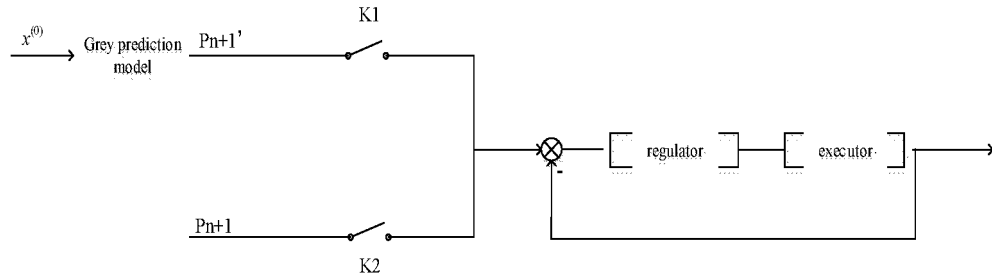 K1
x(0)
Grey prediction
model
Pn+1’
regulator
executor
-
Pn+1
K2